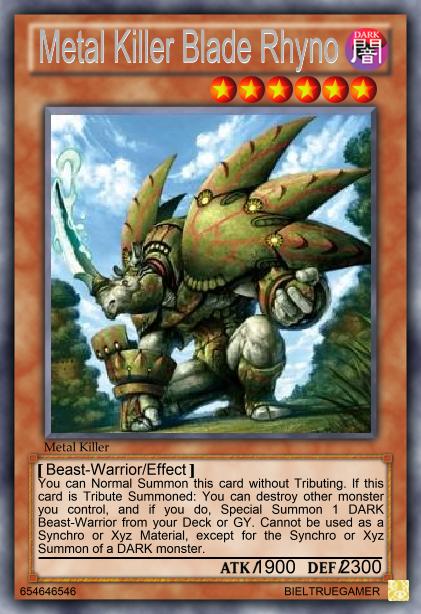 Metal Killer Blade Rhyno
DARK
闇
Metal Killer
[ Beast-Warrior/Effect ]
You can Normal Summon this card without Tributing. If this
card is Tribute Summoned: You can destroy other monster
you control, and if you do, Special Summon 1 DARK
Beast-Warrior from your Deck or GY. Cannot be used as a
Synchro or Xyz Material, except for the Synchro or Xyz
Summon of a DARK monster.
ATK/1900 DEF/2300
654646546
BIELTRUEGAMER